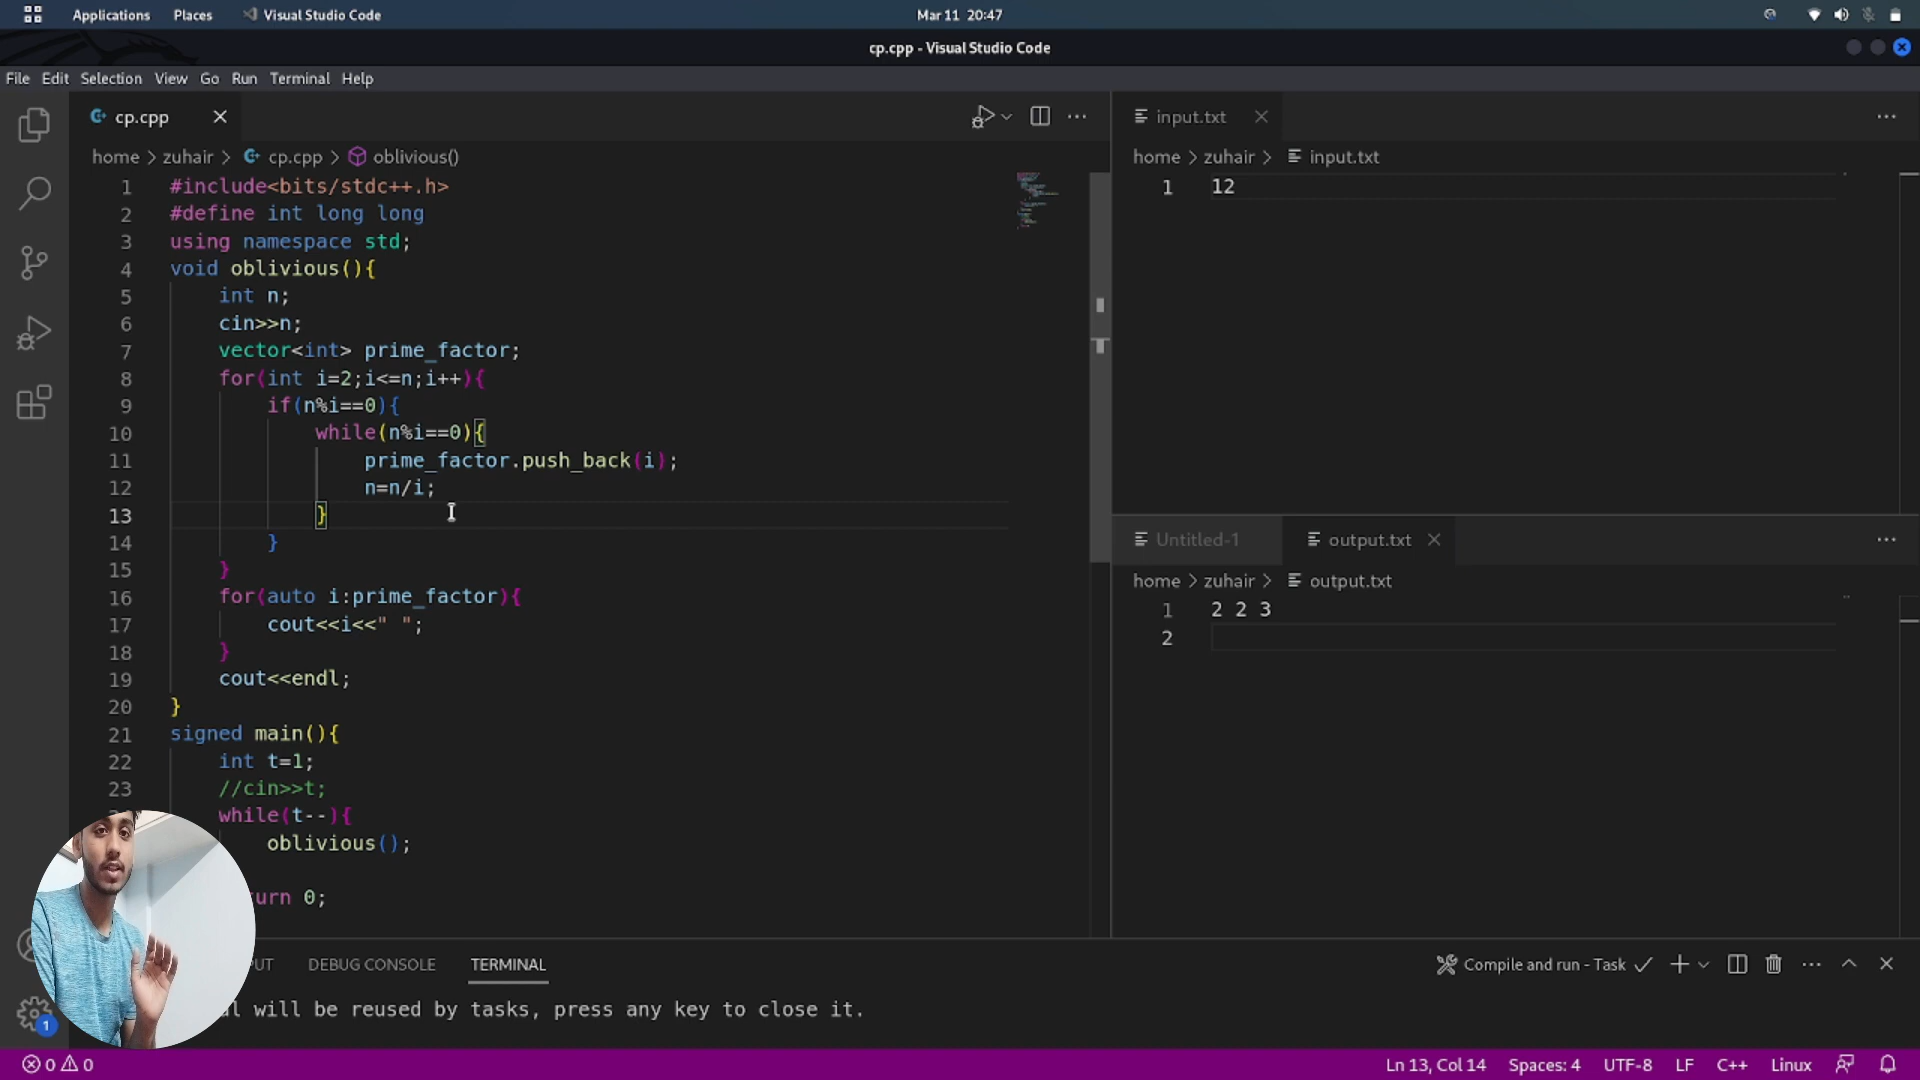 Applications Places Visual Studio Code Mar 11 20:47
cp.cpp - Visual Studio Code
File Edit Selection View Go Run Terminal Help
cp.cpp
home > zuhair > cp.cpp > oblivious()
1 #include<bits/stdc++.h>
2 #define int long long
3 using namespace std;
4 void oblivious(){
5 int n;
6 cin>>n;
7 vector<int> prime_factor;
8 for(int i=2;i<=n;i++){
9 if(n%i==0){
10 while(n%i==0){
11 prime_factor.push_back(i);
12 n=n/i;
13 }
14 }
15 }
16 for(auto i:prime_factor){
17 cout<<i<<" ";
18 }
19 cout<<endl;
20 }
21 signed main(){
22 int t=1;
23 //cin>>t;
while(t--){
oblivious();
urn 0;
input.txt
home > zuhair > input.txt
1 12
Untitled-1 output.txt
home > zuhair > output.txt
1 2 2 3
2
PUT DEBUG CONSOLE TERMINAL Compile and run - Task
al will be reused by tasks, press any key to close it.
1
0 0 Ln 13, Col 14 Spaces: 4 UTF-8 LF C++ Linux